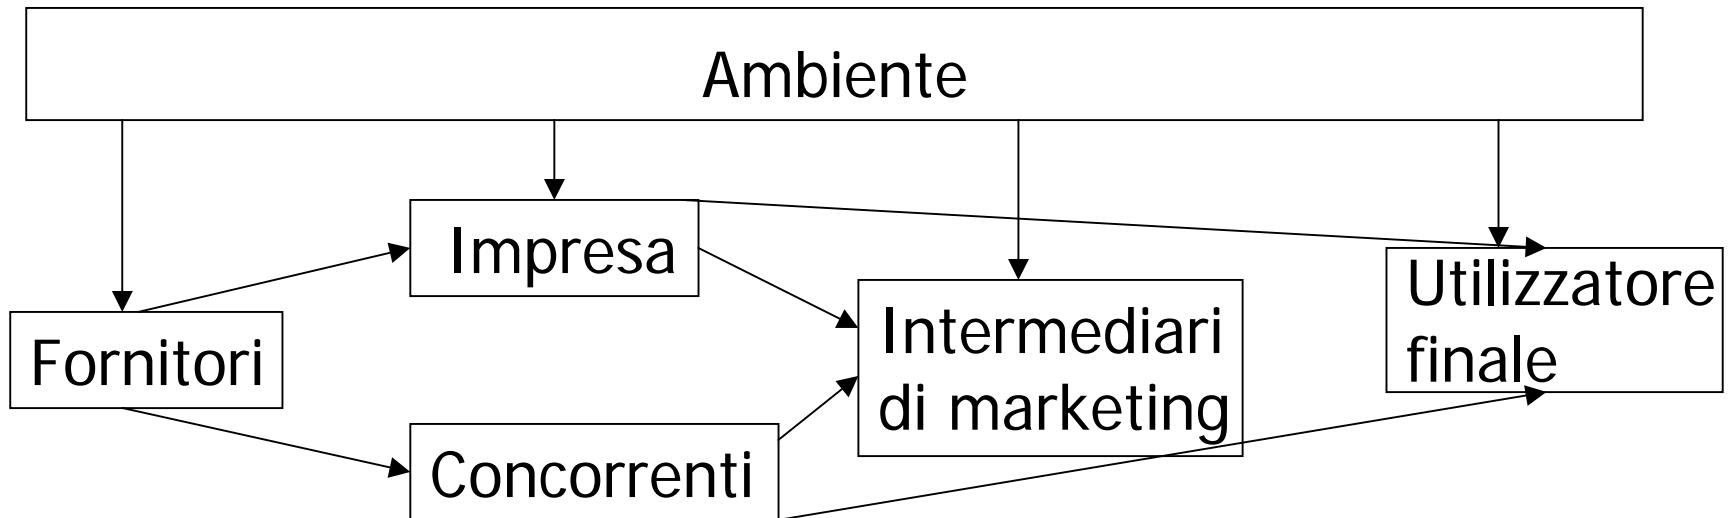 Ambiente
Impresa
Fornitori
Intermediari
di marketing
Utilizzatore
finale
Concorrenti